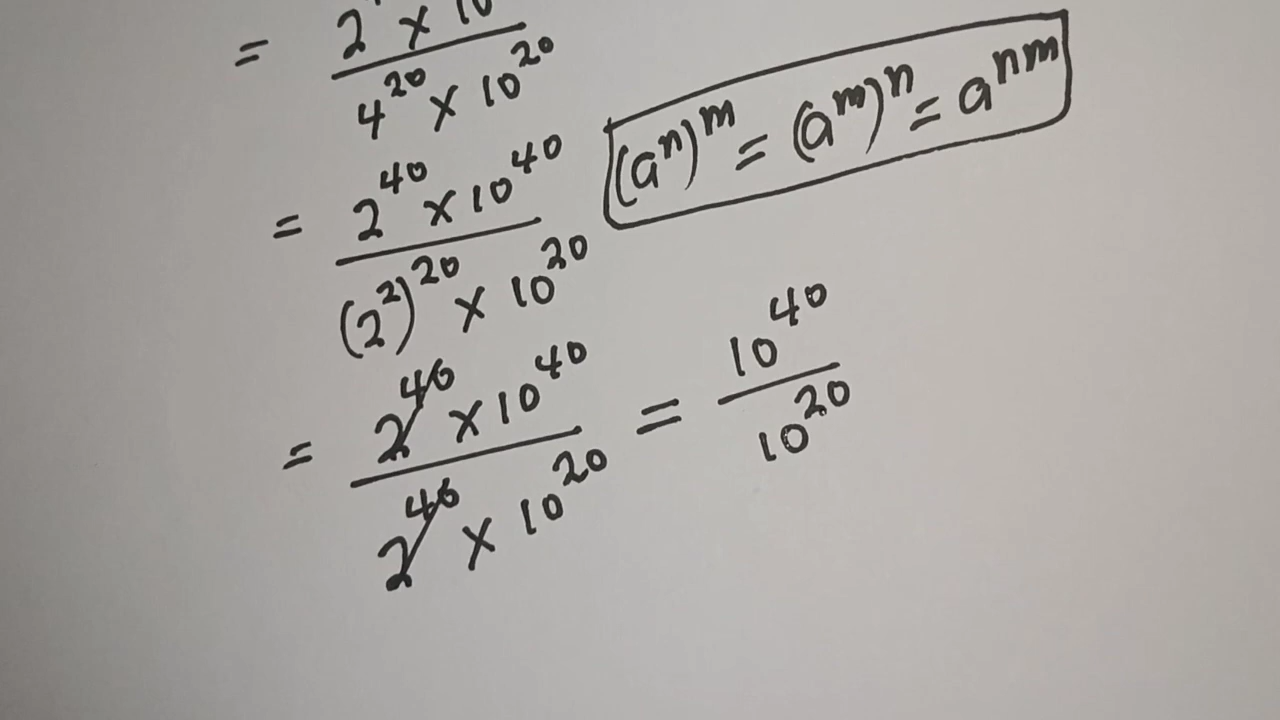 = 2 × 10 / 4^20 × 10^20
= 2^40 × 10^40 / (2^2)^20 × 10^20
(a^n)^m = (a^m)^n = a^nm
= 2^40 × 10^40 / 2^40 × 10^20 = 10^40 / 10^20